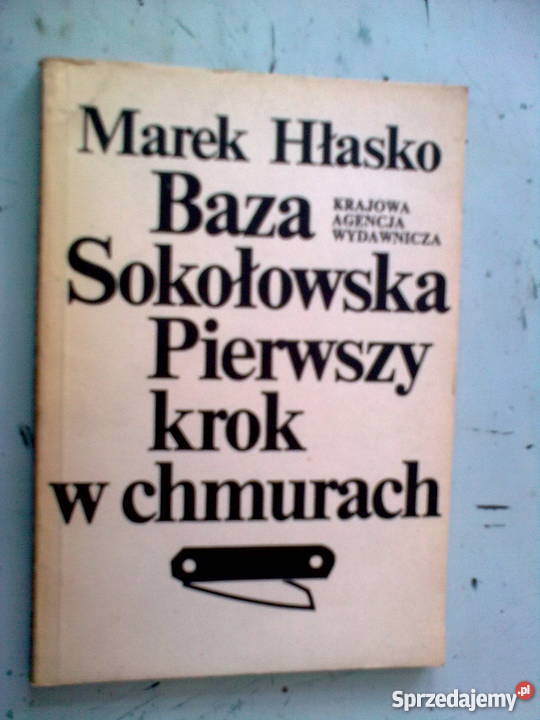 Marek Hłasko
Baza
KRAJOWA
AGENCJA
WYDAWNICZA
Sokołowska
Pierwszy
krok
w chmurach
Sprzedajemy.pl